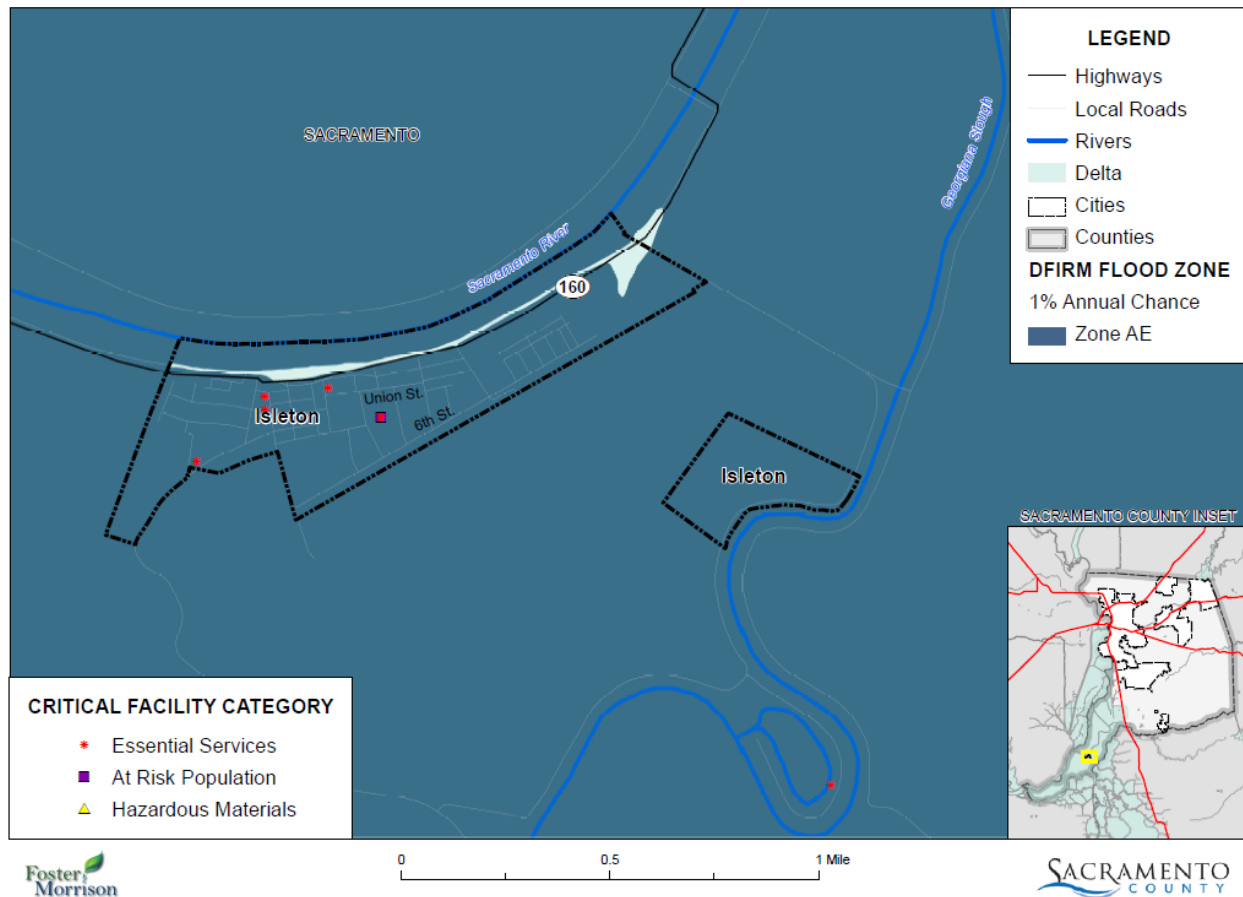 SACRAMENTO
Sacramento River
Georgiana Slough
160
Union St.
6th St.
Isleton
Isleton
LEGEND
Highways
Local Roads
Rivers
Delta
Cities
Counties
DFIRM FLOOD ZONE
1% Annual Chance
Zone AE
SACRAMENTO COUNTY INSET
CRITICAL FACILITY CATEGORY
Essential Services
At Risk Population
Hazardous Materials
Foster
Morrison
0 0.5 1 Mile
SACRAMENTO
COUNTY